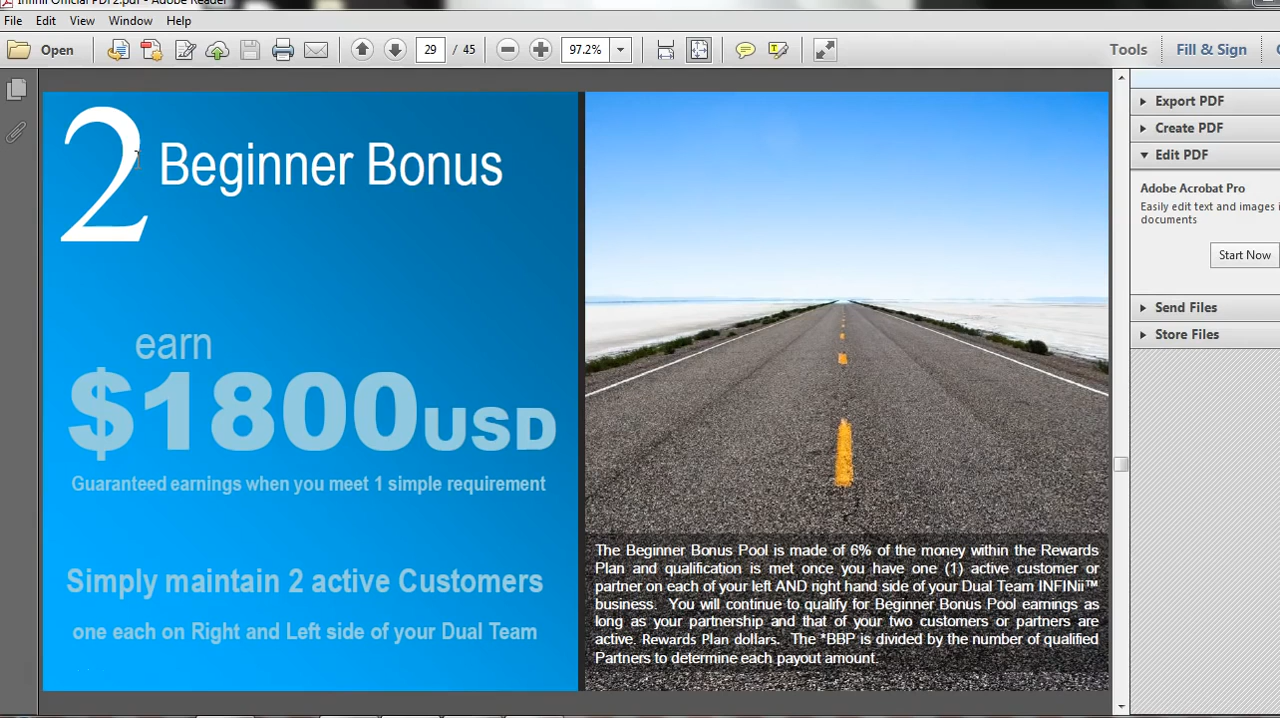 Infinii Official PDF2.pdf - Adobe Reader
File Edit View Window Help
Open 29 / 45 97.2% Tools Fill & Sign
2 Beginner Bonus
earn
$1800USD
Guaranteed earnings when you meet 1 simple requirement
Simply maintain 2 active Customers
one each on Right and Left side of your Dual Team
The Beginner Bonus Pool is made of 6% of the money within the Rewards
Plan and qualification is met once you have one (1) active customer or
partner on each of your left AND right hand side of your Dual Team INFINii™
business. You will continue to qualify for Beginner Bonus Pool earnings as
long as your partnership and that of your two customers or partners are
active. Rewards Plan dollars. The *BBP is divided by the number of qualified
Partners to determine each payout amount.
Export PDF
Create PDF
Edit PDF
Adobe Acrobat Pro
Easily edit text and images i
documents
Start Now
Send Files
Store Files